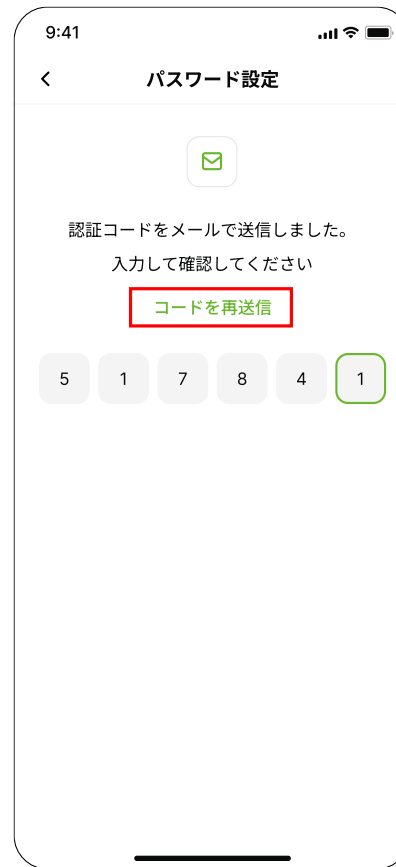 9:41
パスワード設定
認証コードをメールで送信しました。
入力して確認してください
コードを再送信
5 1 7 8 4 1